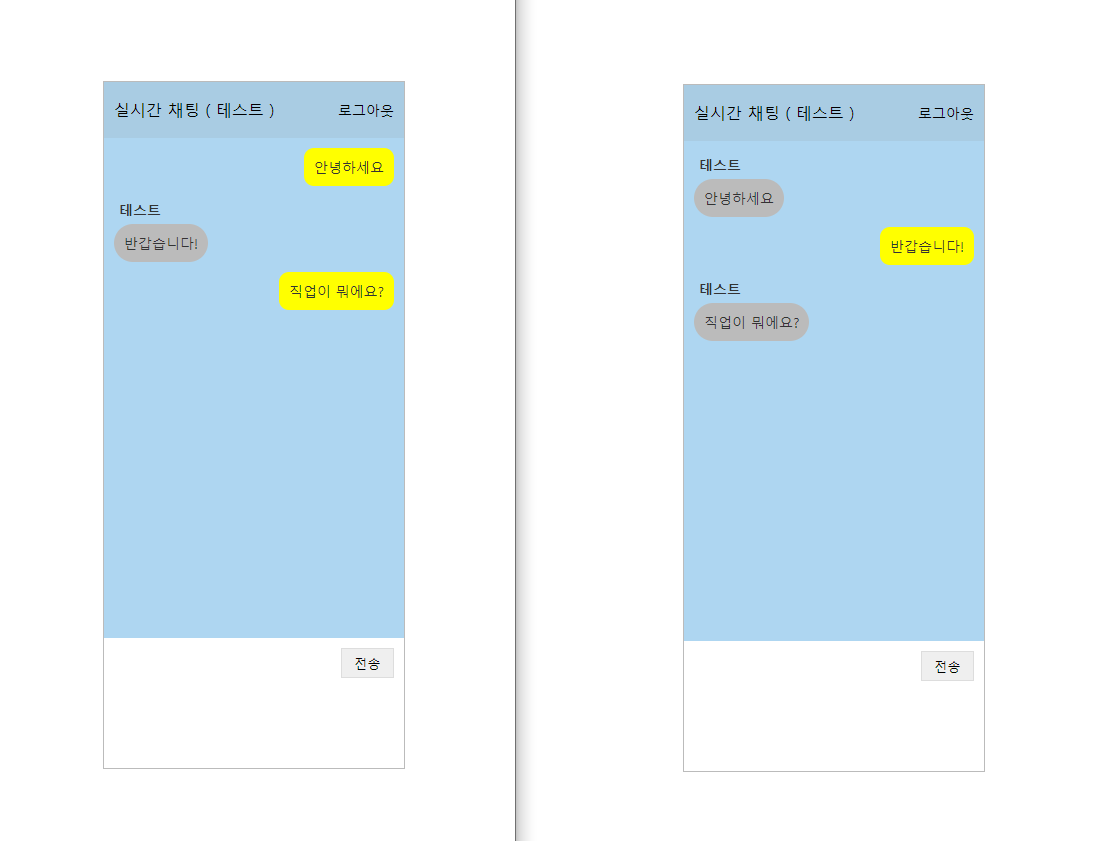 실시간 채팅 ( 테스트 )
로그아웃
안녕하세요
테스트
반갑습니다!
직업이 뭐에요?
전송
실시간 채팅 ( 테스트 )
로그아웃
테스트
안녕하세요
반갑습니다!
테스트
직업이 뭐에요?
전송